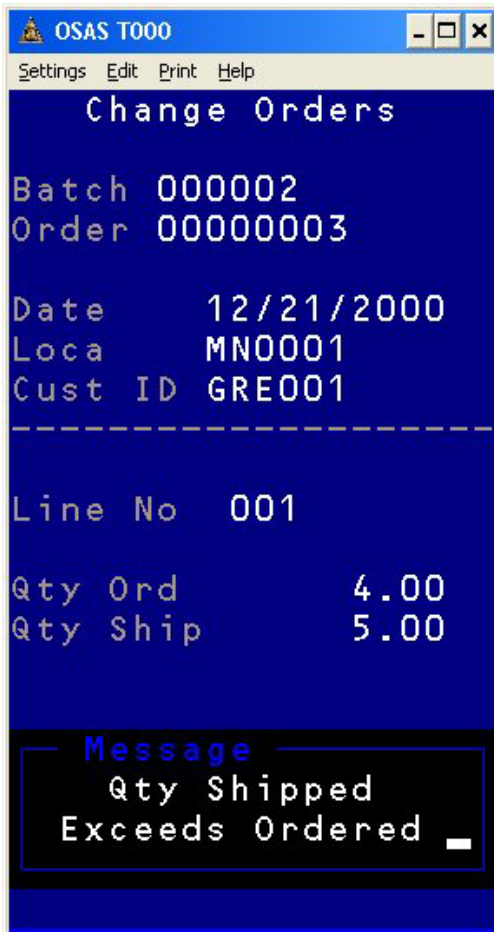 OSAS T000
Settings Edit Print Help
Change Orders
Batch 000002
Order 00000003
Date 12/21/2000
Loca MN0001
Cust ID GRE001
Line No 001
Qty Ord 4.00
Qty Ship 5.00
Message
Qty Shipped
Exceeds Ordered